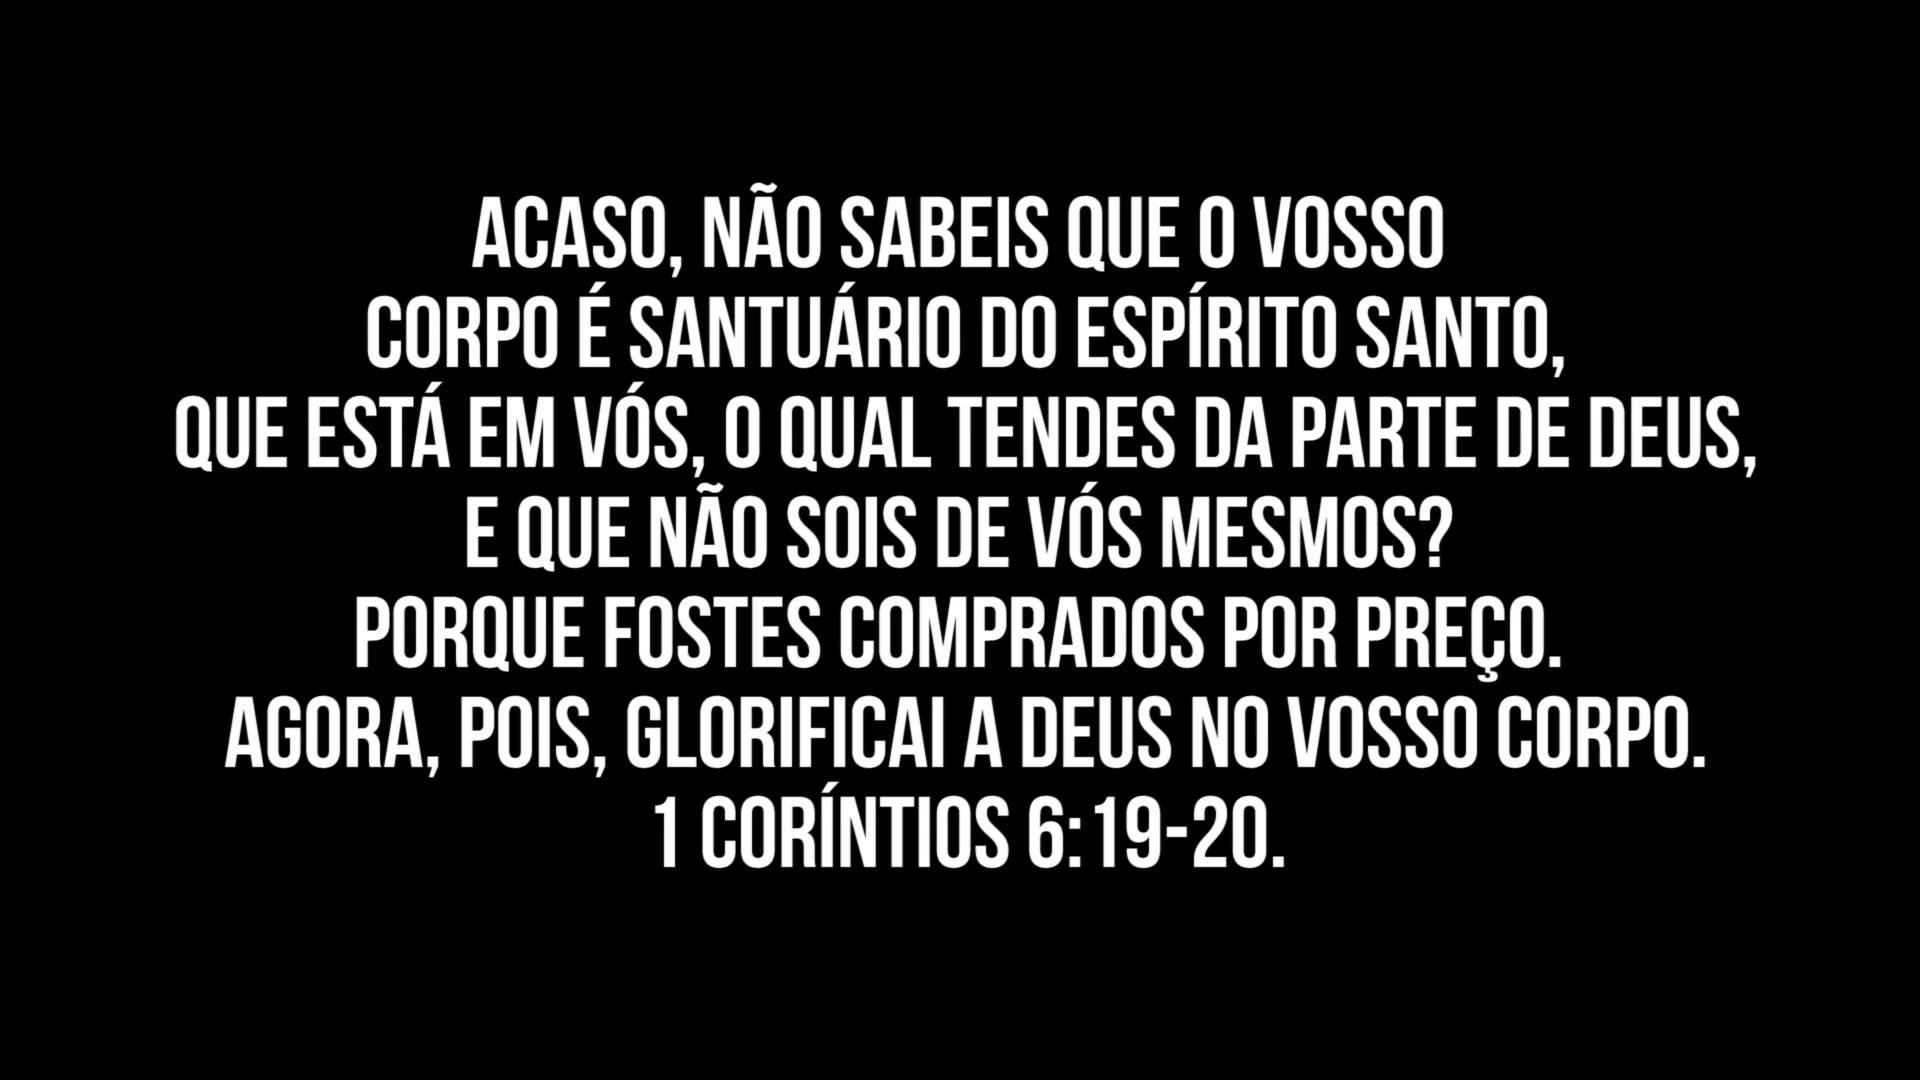 ACASO, NÃO SABEIS QUE O VOSSO
CORPO É SANTUÁRIO DO ESPÍRITO SANTO,
QUE ESTÁ EM VÓS, O QUAL TENDES DA PARTE DE DEUS,
E QUE NÃO SOIS DE VÓS MESMOS?
PORQUE FOSTES COMPRADOS POR PREÇO.
AGORA, POIS, GLORIFICAI A DEUS NO VOSSO CORPO.
1 CORÍNTIOS 6:19-20.